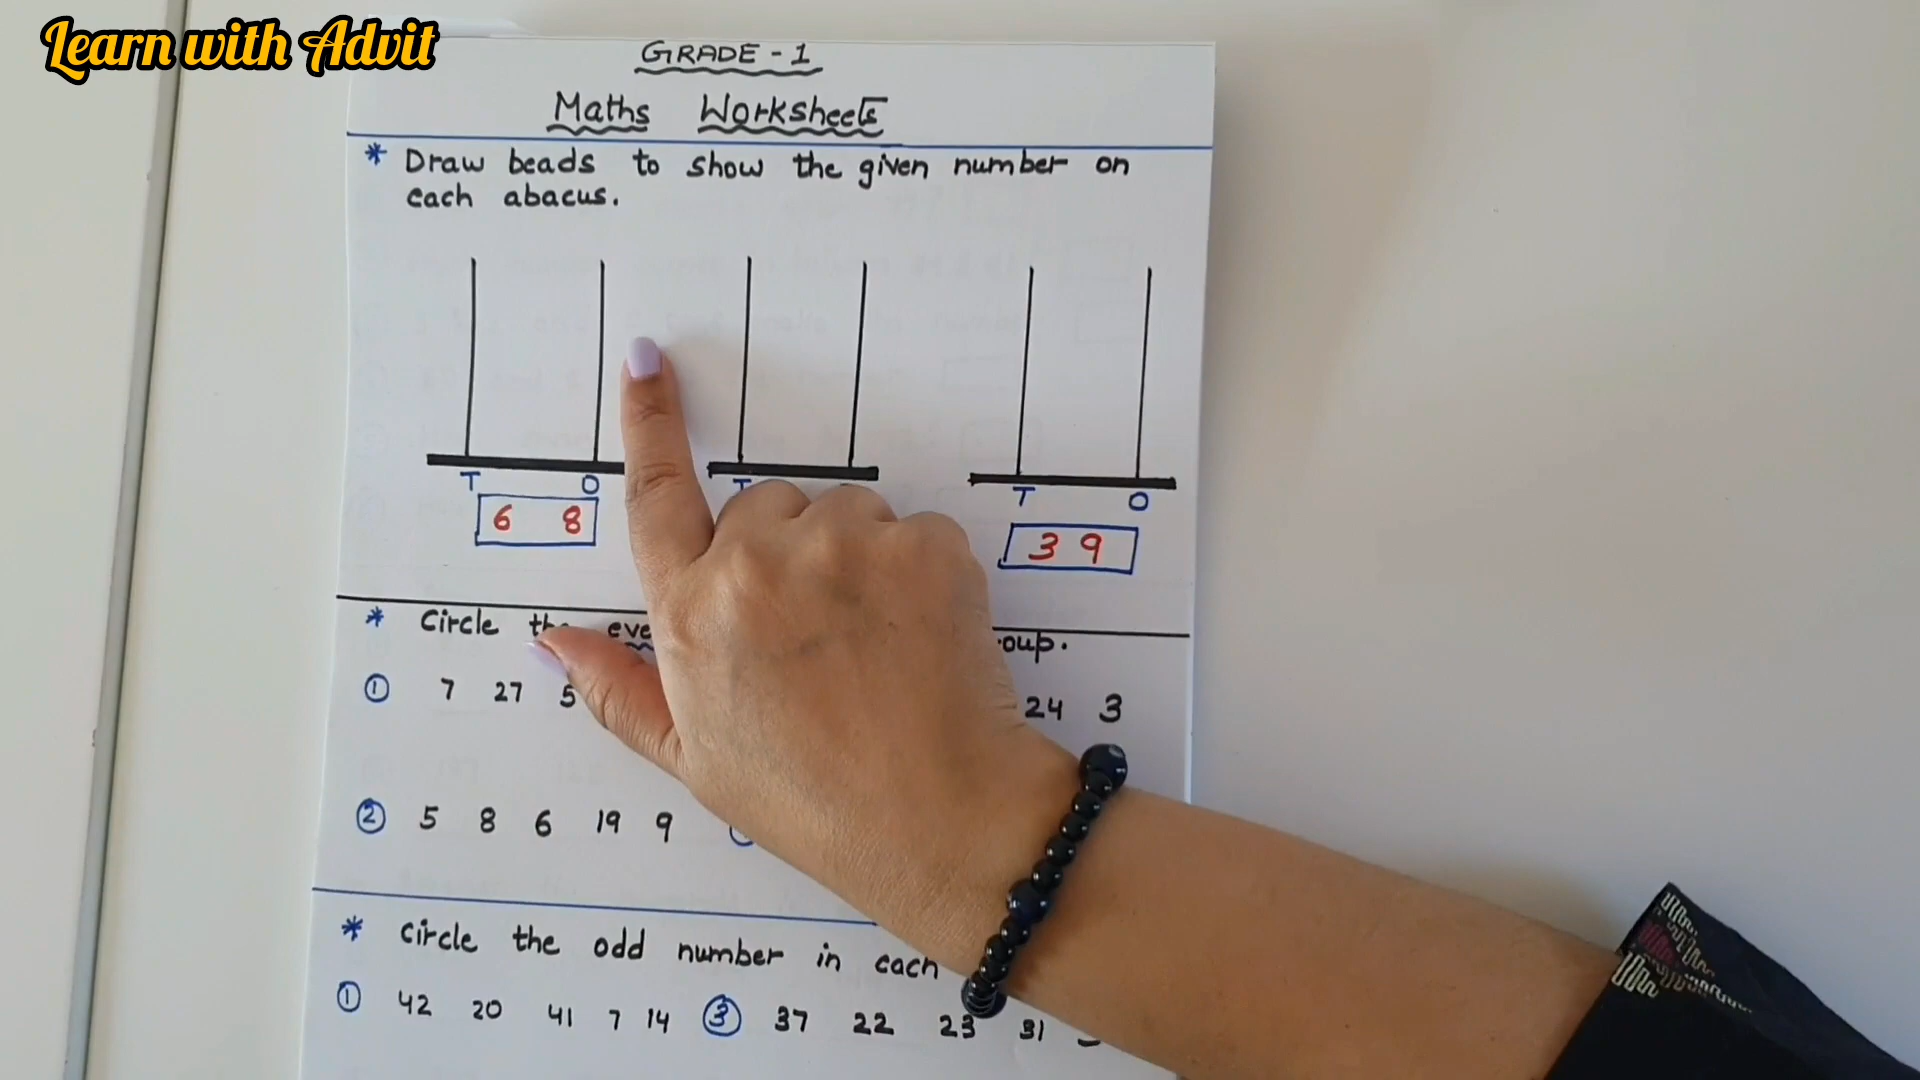 Learn with Advit
GRADE - 1
Maths Worksheets
* Draw beads to show the given number on
each abacus.
T O T T O
6 8 3 9
* Circle the
① 7 27 5 24 3
② 5 8 6 19 9
* Circle the odd number in each
① 42 20 41 7 14 ③ 37 22 23 31